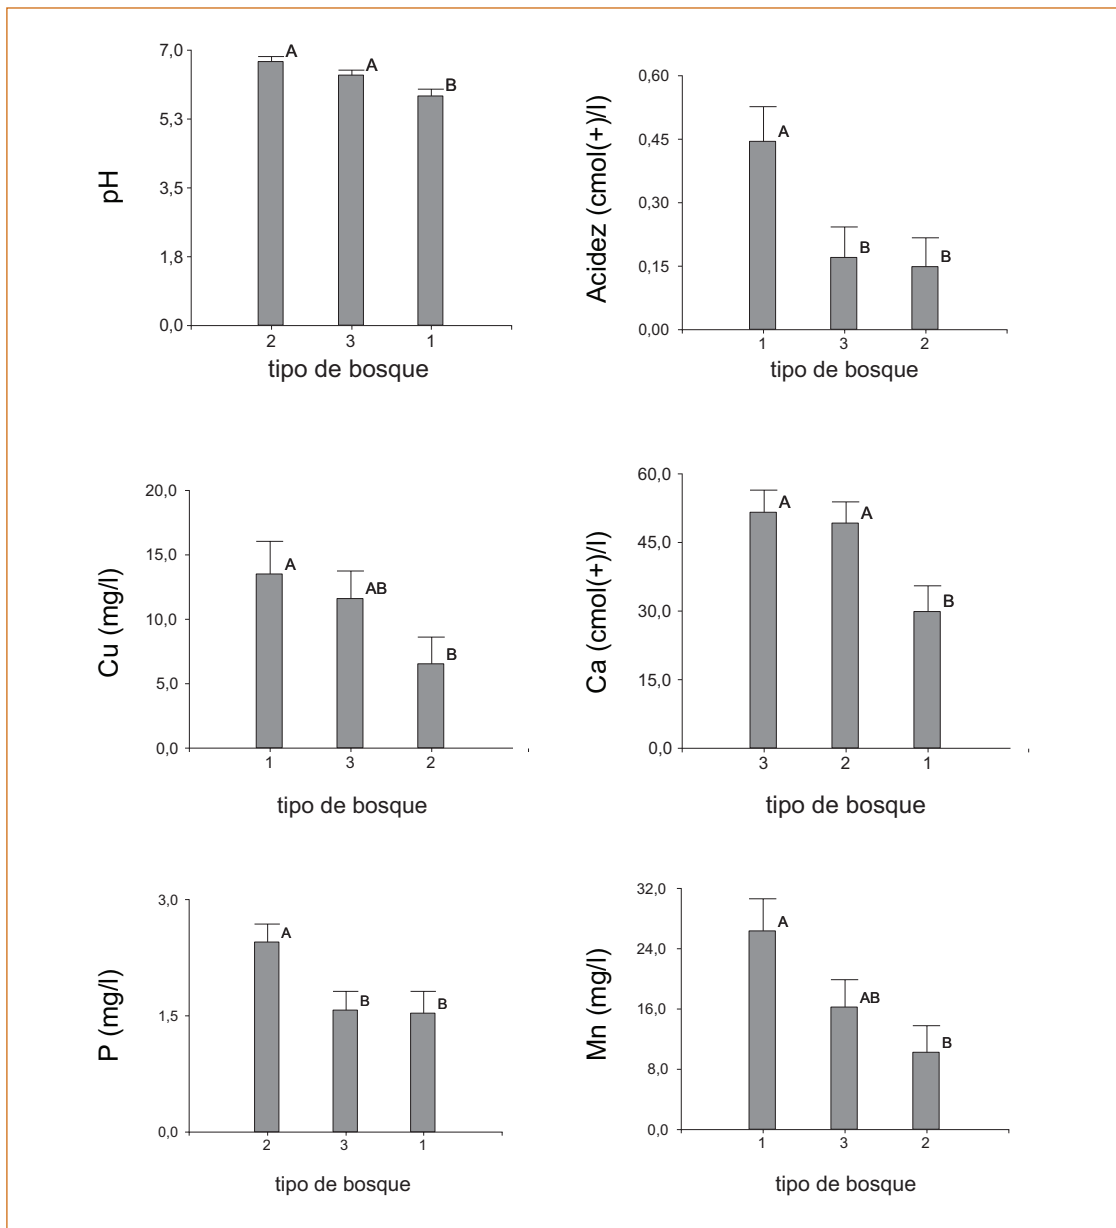 7,0
5,3
3,5
1,8
0,0
pH
A
A
B
2 3 1
tipo de bosque
0,60
0,45
0,30
0,15
0,00
Acidez (cmol(+)/l)
A
B
B
1 3 2
tipo de bosque
20,0
15,0
10,0
5,0
0,0
Cu (mg/l)
A
AB
B
1 3 2
tipo de bosque
60,0
45,0
30,0
15,0
0,0
Ca (cmol(+)/l)
A
A
B
3 2 1
tipo de bosque
3,0
1,5
0,0
P (mg/l)
A
B
B
2 3 1
tipo de bosque
32,0
24,0
16,0
8,0
0,0
Mn (mg/l)
A
AB
B
1 3 2
tipo de bosque